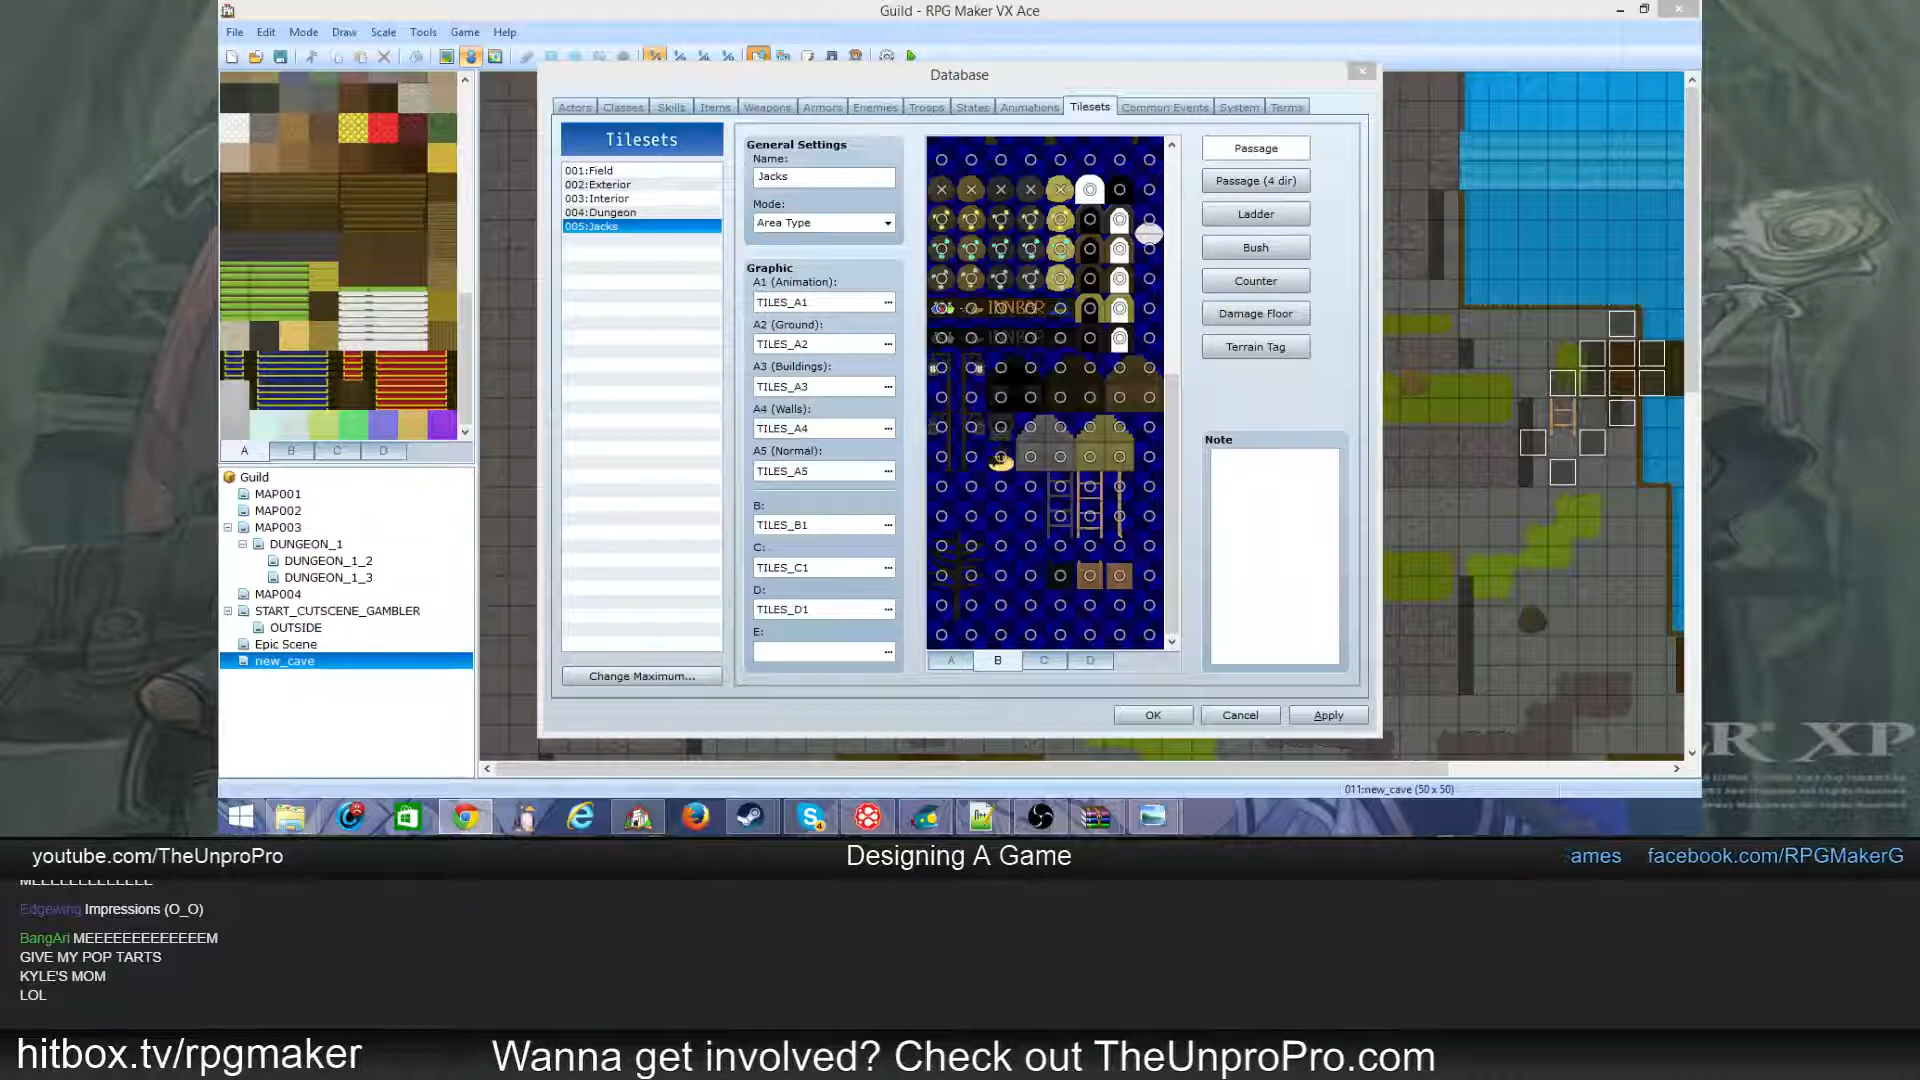 Guild - RPG Maker VX Ace
File Edit Mode Draw Scale Tools Game Help
Database
Actors Classes Skills Items Weapons Armors Enemies Troops States Animations Tilesets Common Events System Terms
Tilesets
001:Field
002:Exterior
003:Interior
004:Dungeon
005:Jacks
Change Maximum...
General Settings
Name:
Jacks
Mode:
Area Type
Graphic
A1 (Animation):
TILES_A1
A2 (Ground):
TILES_A2
A3 (Buildings):
TILES_A3
A4 (Walls):
TILES_A4
A5 (Normal):
TILES_A5
B:
TILES_B1
C:
TILES_C1
D:
TILES_D1
E:
INN
A B C D
Passage
Passage (4 dir)
Ladder
Bush
Counter
Damage Floor
Terrain Tag
Note
OK Cancel Apply
A B C D
Guild
MAP001
MAP002
MAP003
DUNGEON_1
DUNGEON_1_2
DUNGEON_1_3
MAP004
START_CUTSCENE_GAMBLER
OUTSIDE
Epic Scene
new_cave
011:new_cave (50 x 50)
R XP
youtube.com/TheUnproPro
Designing A Game
ames facebook.com/RPGMakerG
Edgewing Impressions (O_O)
BangAri MEEEEEEEEEEEEEM
GIVE MY POP TARTS
KYLE'S MOM
LOL
hitbox.tv/rpgmaker
Wanna get involved? Check out TheUnproPro.com